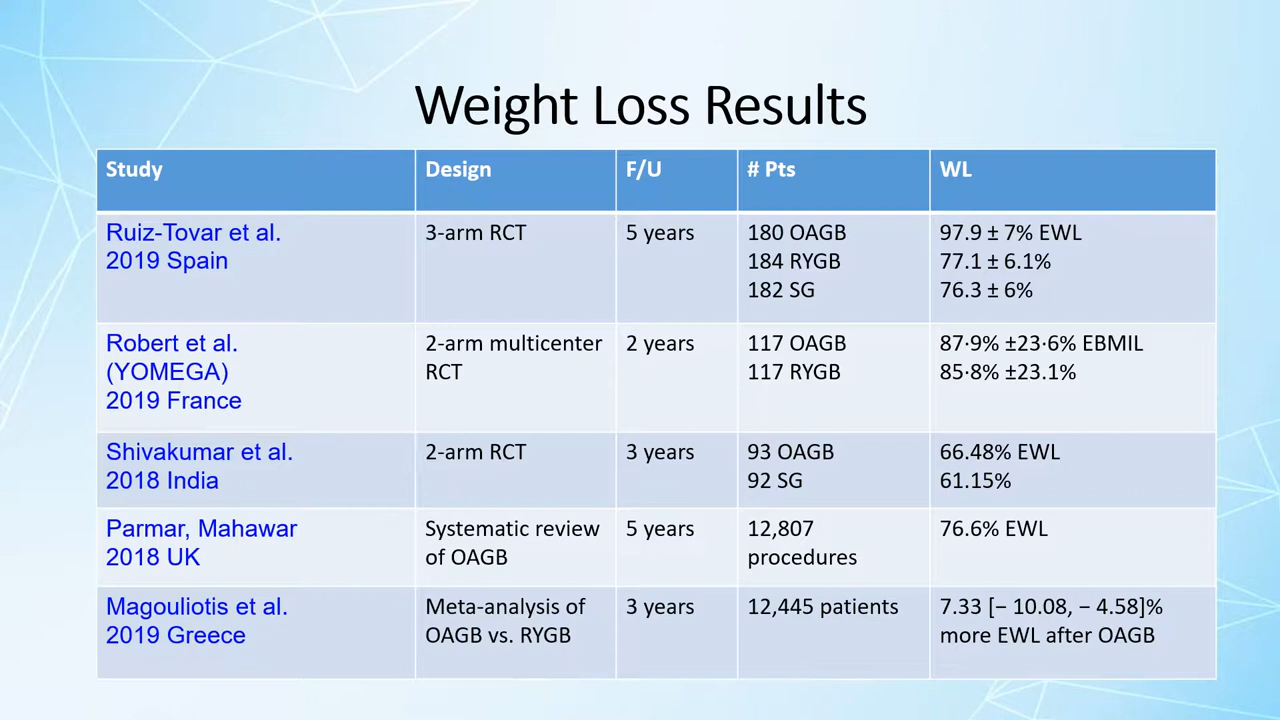 Weight Loss Results
Study Design F/U # Pts WL
Ruiz-Tovar et al.
2019 Spain
3-arm RCT
5 years
180 OAGB
184 RYGB
182 SG
97.9 ± 7% EWL
77.1 ± 6.1%
76.3 ± 6%
Robert et al.
(YOMEGA)
2019 France
2-arm multicenter
RCT
2 years
117 OAGB
117 RYGB
87·9% ±23·6% EBMIL
85·8% ±23.1%
Shivakumar et al.
2018 India
2-arm RCT
3 years
93 OAGB
92 SG
66.48% EWL
61.15%
Parmar, Mahawar
2018 UK
Systematic review
of OAGB
5 years
12,807
procedures
76.6% EWL
Magouliotis et al.
2019 Greece
Meta-analysis of
OAGB vs. RYGB
3 years
12,445 patients
7.33 [− 10.08, − 4.58]%
more EWL after OAGB